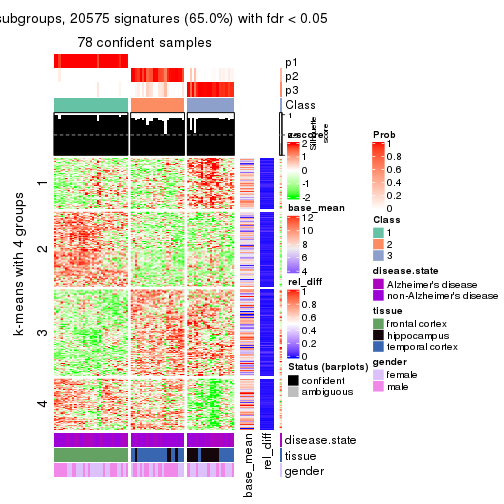 subgroups, 20575 signatures (65.0%) with fdr < 0.05
78 confident samples
p1
p2
p3
Class
1
Silhouette
score
z-score
2
1
0
-1
-2
base_mean
12
10
8
6
4
rel_diff
1
0.8
0.6
0.4
0.2
0
Status (barplots)
confident
ambiguous
Prob
1
0.8
0.6
0.4
0.2
0
Class
1
2
3
disease.state
Alzheimer's disease
non-Alzheimer's disease
tissue
frontal cortex
hippocampus
temporal cortex
gender
female
male
k-means with 4 groups
1
2
3
4
base_mean
rel_diff
disease.state
tissue
gender